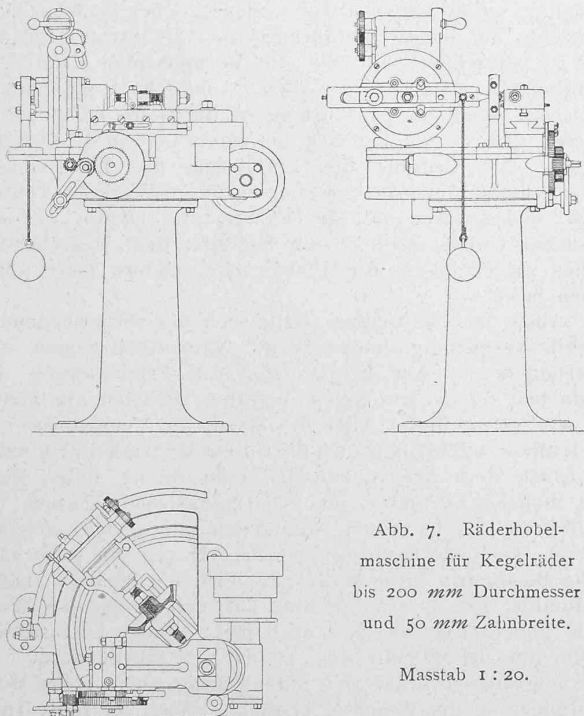 Abb. 7. Räderhobel-
maschine für Kegelräder
bis 200 mm Durchmesser
und 50 mm Zahnbreite.
Masstab 1 : 20.